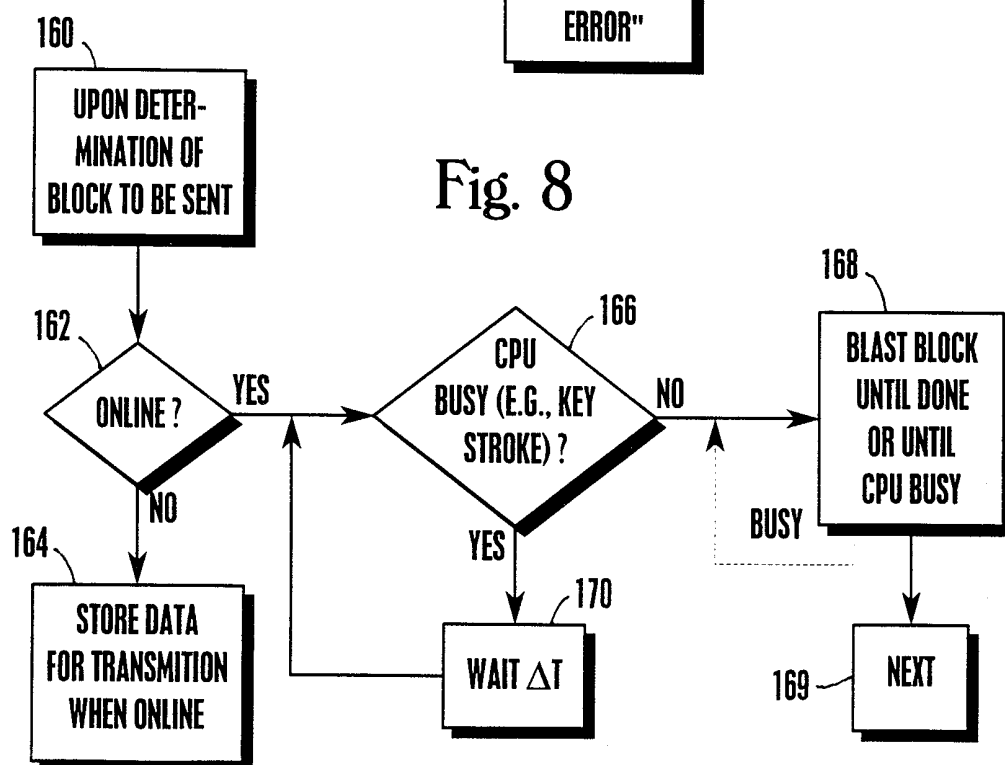 ERROR"
160
UPON DETER-
MINATION OF
BLOCK TO BE SENT
Fig. 8
162
ONLINE ?
YES
NO
164
STORE DATA
FOR TRANSMITION
WHEN ONLINE
166
CPU
BUSY (E.G., KEY
STROKE) ?
NO
YES
170
WAIT ΔT
168
BLAST BLOCK
UNTIL DONE
OR UNTIL
CPU BUSY
BUSY
169
NEXT